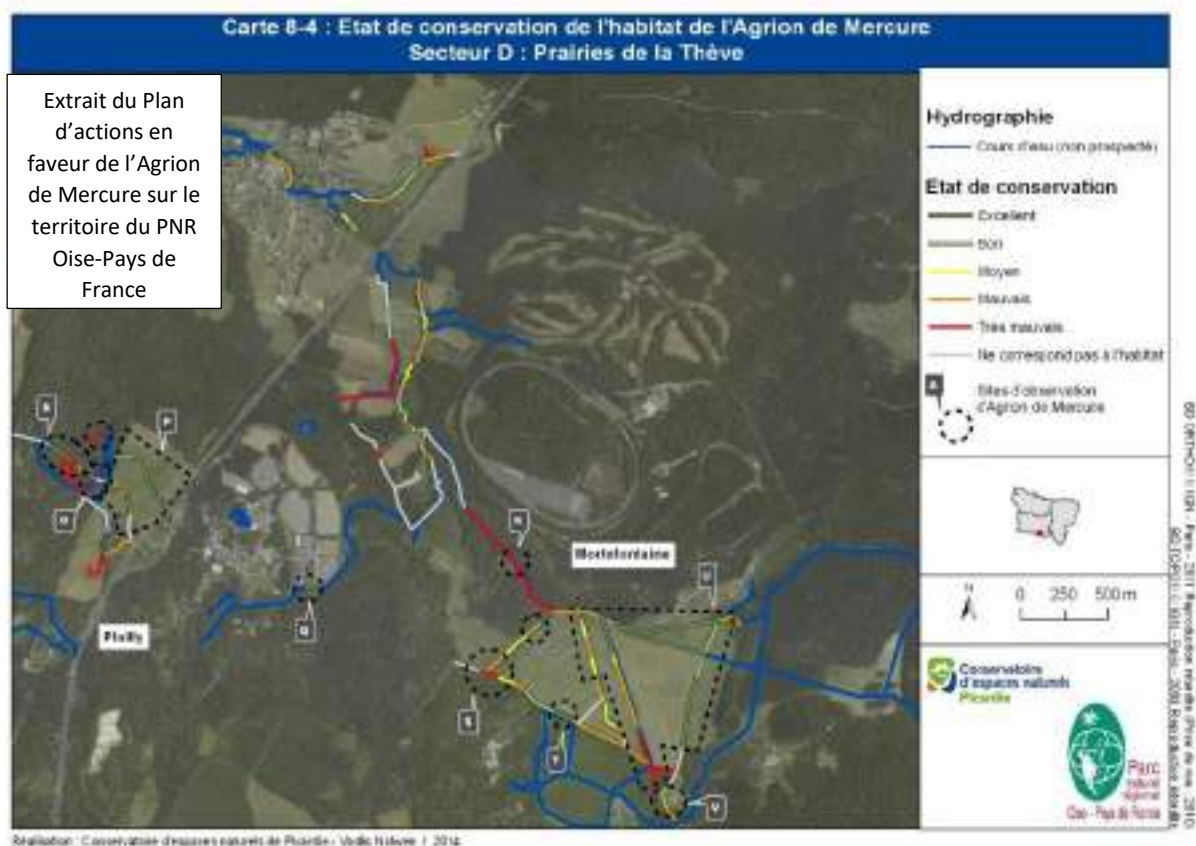 Carte 8-4 : Etat de conservation de l'habitat de l'Agrion de Mercure
Secteur D : Prairies de la Thève
Extrait du Plan
d'actions en
faveur de l'Agrion
de Mercure sur le
territoire du PNR
Oise-Pays de
France
Hydrographie
Cours d'eau (non prospecté)
Etat de conservation
Excellent
Bon
Moyen
Mauvais
Très mauvais
Ne correspond pas à l'habitat
Sites d'observation
d'Agrion de Mercure
Mortefontaine
Plailly
P
S
T
V
N
0 250 500 m
Conservatoire
d'espaces naturels
Picardie
Parc
naturel
régional
Oise - Pays de France
Réalisation : Conservatoire d'espaces naturels de Picardie - 2014